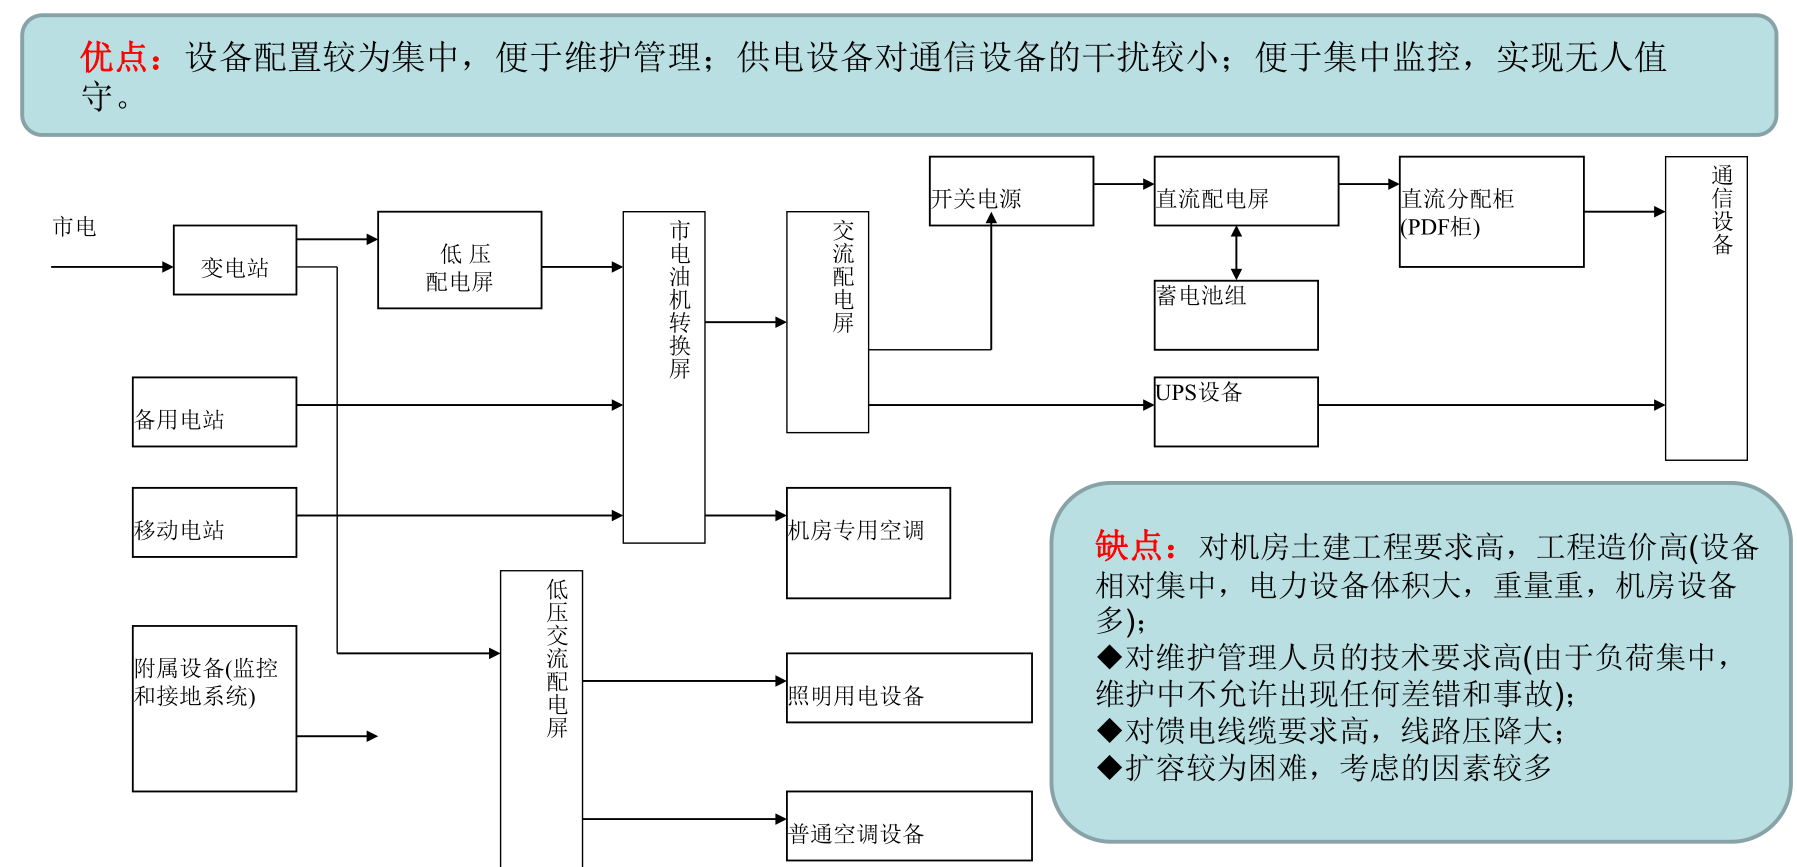 优点：设备配置较为集中，便于维护管理；供电设备对通信设备的干扰较小；便于集中监控，实现无人值
守。
市电
变电站
低 压
配电屏
市电油机转换屏
交流配电屏
开关电源
直流配电屏
直流分配柜
(PDF柜)
通信设备
蓄电池组
UPS设备
备用电站
移动电站
机房专用空调
附属设备(监控
和接地系统)
低压交流配电屏
照明用电设备
普通空调设备
缺点：对机房土建工程要求高，工程造价高(设备
相对集中，电力设备体积大，重量重，机房设备
多)；
◆对维护管理人员的技术要求高(由于负荷集中，
维护中不允许出现任何差错和事故)；
◆对馈电线缆要求高，线路压降大；
◆扩容较为困难，考虑的因素较多